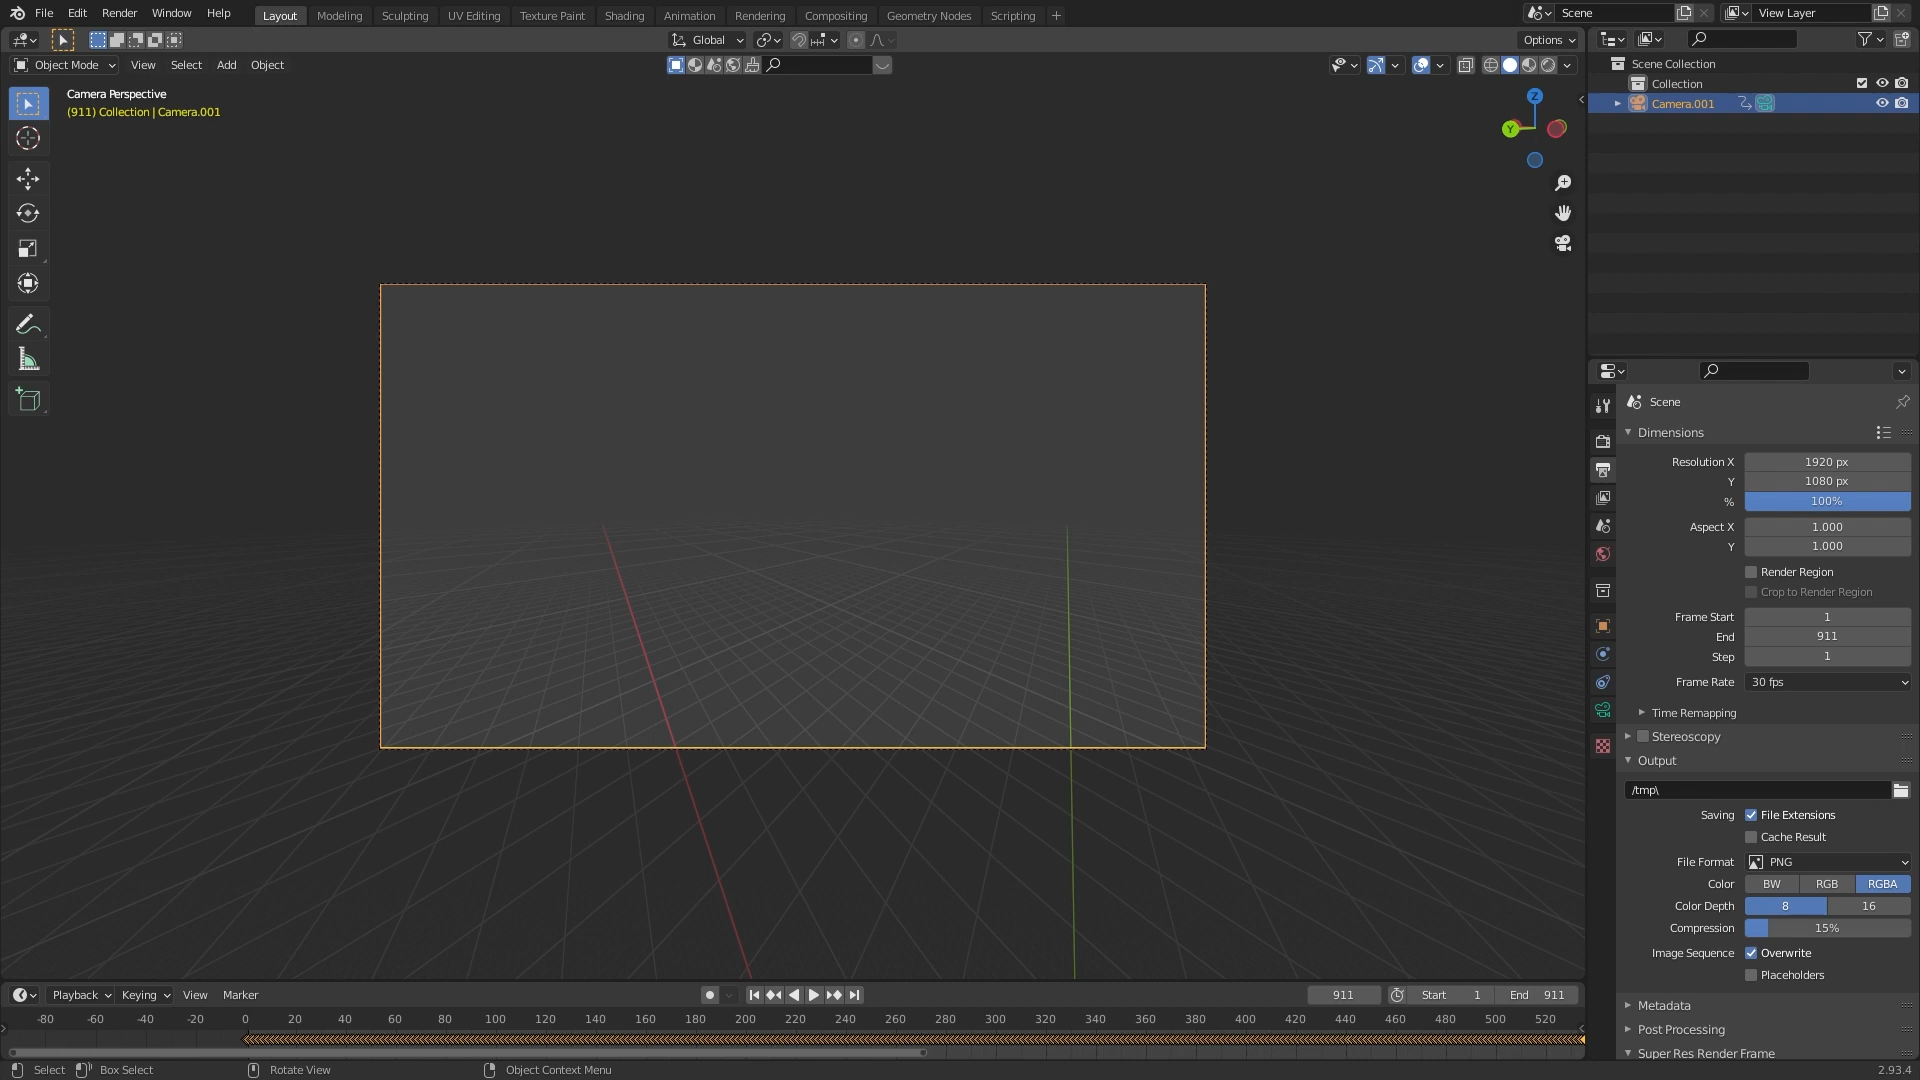 File Edit Render Window Help Layout Modeling Sculpting UV Editing Texture Paint Shading Animation Rendering Compositing Geometry Nodes Scripting + Scene View Layer
Global Options
Object Mode View Select Add Object
Camera Perspective
(911) Collection | Camera.001
Z
Y
Scene Collection
Collection
Camera.001
Scene
Dimensions
Resolution X 1920 px
Y 1080 px
% 100%
Aspect X 1.000
Y 1.000
Render Region
Crop to Render Region
Frame Start 1
End 911
Step 1
Frame Rate 30 fps
Time Remapping
Stereoscopy
Output
/tmp\
Saving File Extensions
Cache Result
File Format PNG
Color BW RGB RGBA
Color Depth 8 16
Compression 15%
Image Sequence Overwrite
Placeholders
Metadata
Post Processing
Super Res Render Frame
Playback Keying View Marker 911 Start 1 End 911
-80 -60 -40 -20 0 20 40 60 80 100 120 140 160 180 200 220 240 260 280 300 320 340 360 380 400 420 440 460 480 500 520
Select Box Select Rotate View Object Context Menu 2.93.4